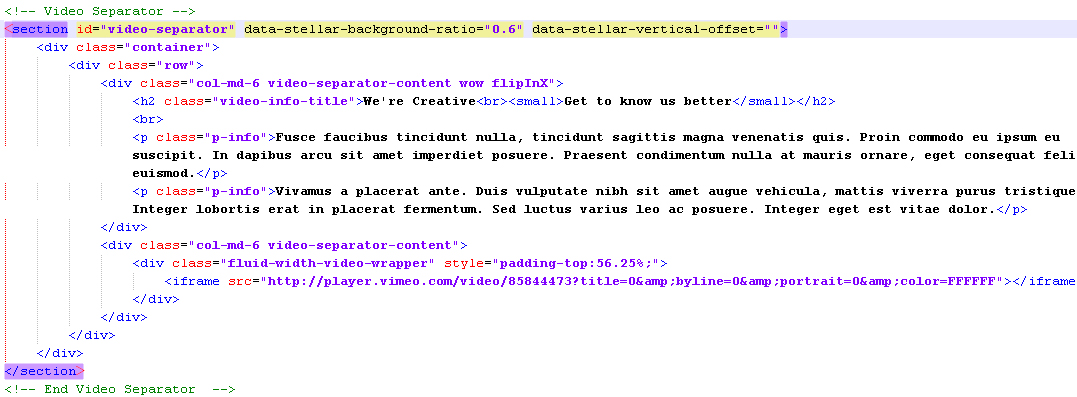 <!-- Video Separator -->
<section id="video-separator" data-stellar-background-ratio="0.6" data-stellar-vertical-offset="">
<div class="container">
<div class="row">
<div class="col-md-6 video-separator-content wow flipInX">
<h2 class="video-info-title">We're Creative<br><small>Get to know us better</small></h2>
<br>
<p class="p-info">Fusce faucibus tincidunt nulla, tincidunt sagittis magna venenatis quis. Proin commodo eu ipsum eu
suscipit. In dapibus arcu sit amet imperdiet posuere. Praesent condimentum nulla at mauris ornare, eget consequat feli
euismod.</p>
<p class="p-info">Vivamus a placerat ante. Duis vulputate nibh sit amet augue vehicula, mattis viverra purus tristique
Integer lobortis erat in placerat fermentum. Sed luctus varius leo ac posuere. Integer eget est vitae dolor.</p>
</div>
<div class="col-md-6 video-separator-content">
<div class="fluid-width-video-wrapper" style="padding-top:56.25%;">
<iframe src="http://player.vimeo.com/video/85844473?title=0&amp;byline=0&amp;portrait=0&amp;color=FFFFFF"></iframe
</div>
</div>
</div>
</div>
</section>
<!-- End Video Separator  -->